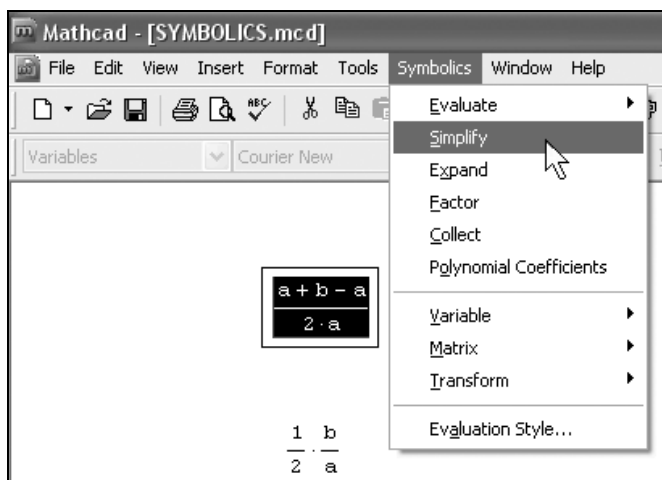 Mathcad - [SYMBOLICS.mcd]
File Edit View Insert Format Tools Symbolics Window Help
ABC
Variables Courier New
Evaluate
Simplify
Expand
Factor
Collect
Polynomial Coefficients
Variable
Matrix
Transform
Evaluation Style...
a + b - a
2 · a
1 b
2 a